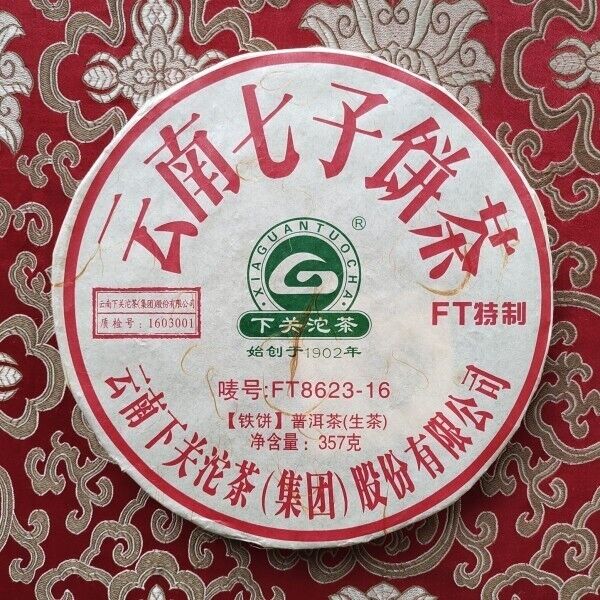 云南七子饼茶
®
XIAGUANTUOCHA
下关沱茶
始创于1902年
云南下关沱茶(集团)股份有限公司
质检号:1603001
FT特制
唛号:FT8623-16
【铁饼】普洱茶(生茶)
净含量:357克
云南下关沱茶(集团)股份有限公司